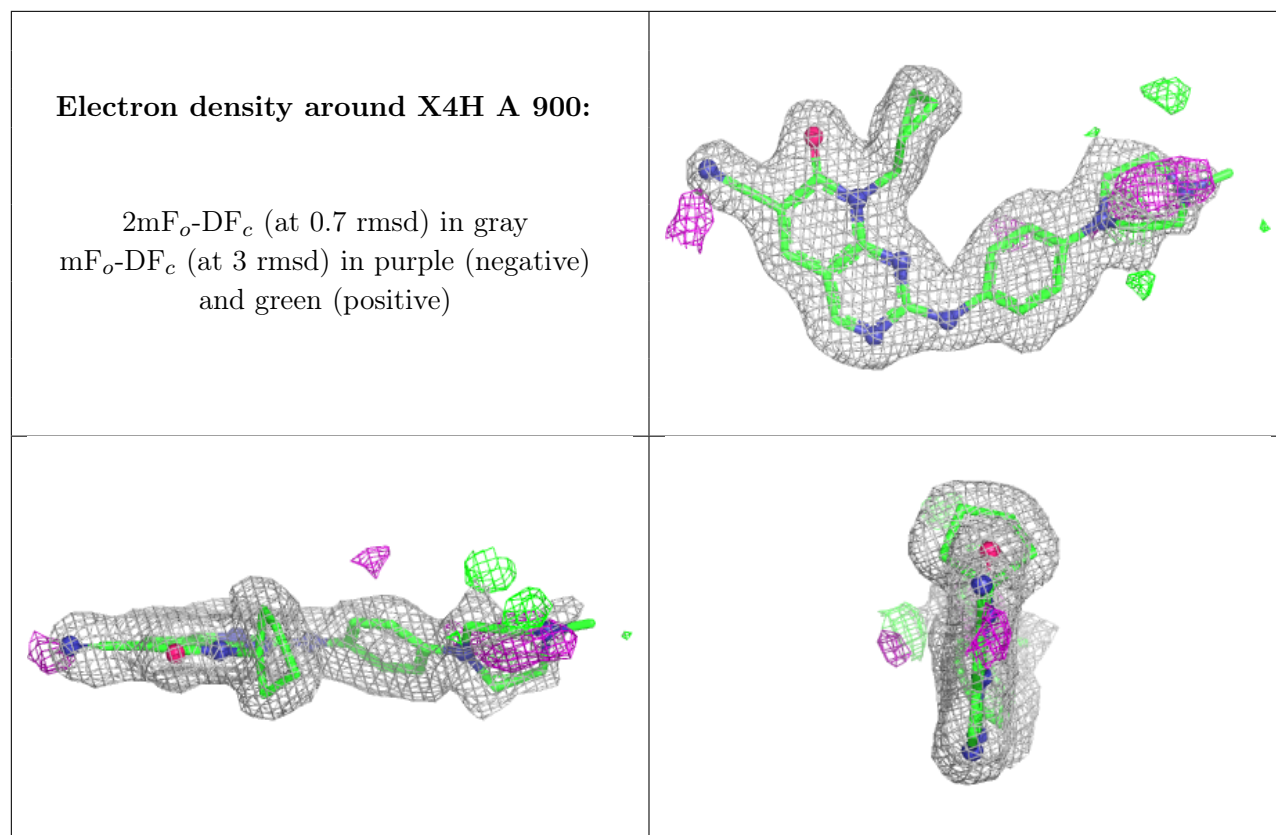 Electron density around X4H A 900:
2mFo-DFc (at 0.7 rmsd) in gray
mFo-DFc (at 3 rmsd) in purple (negative)
and green (positive)